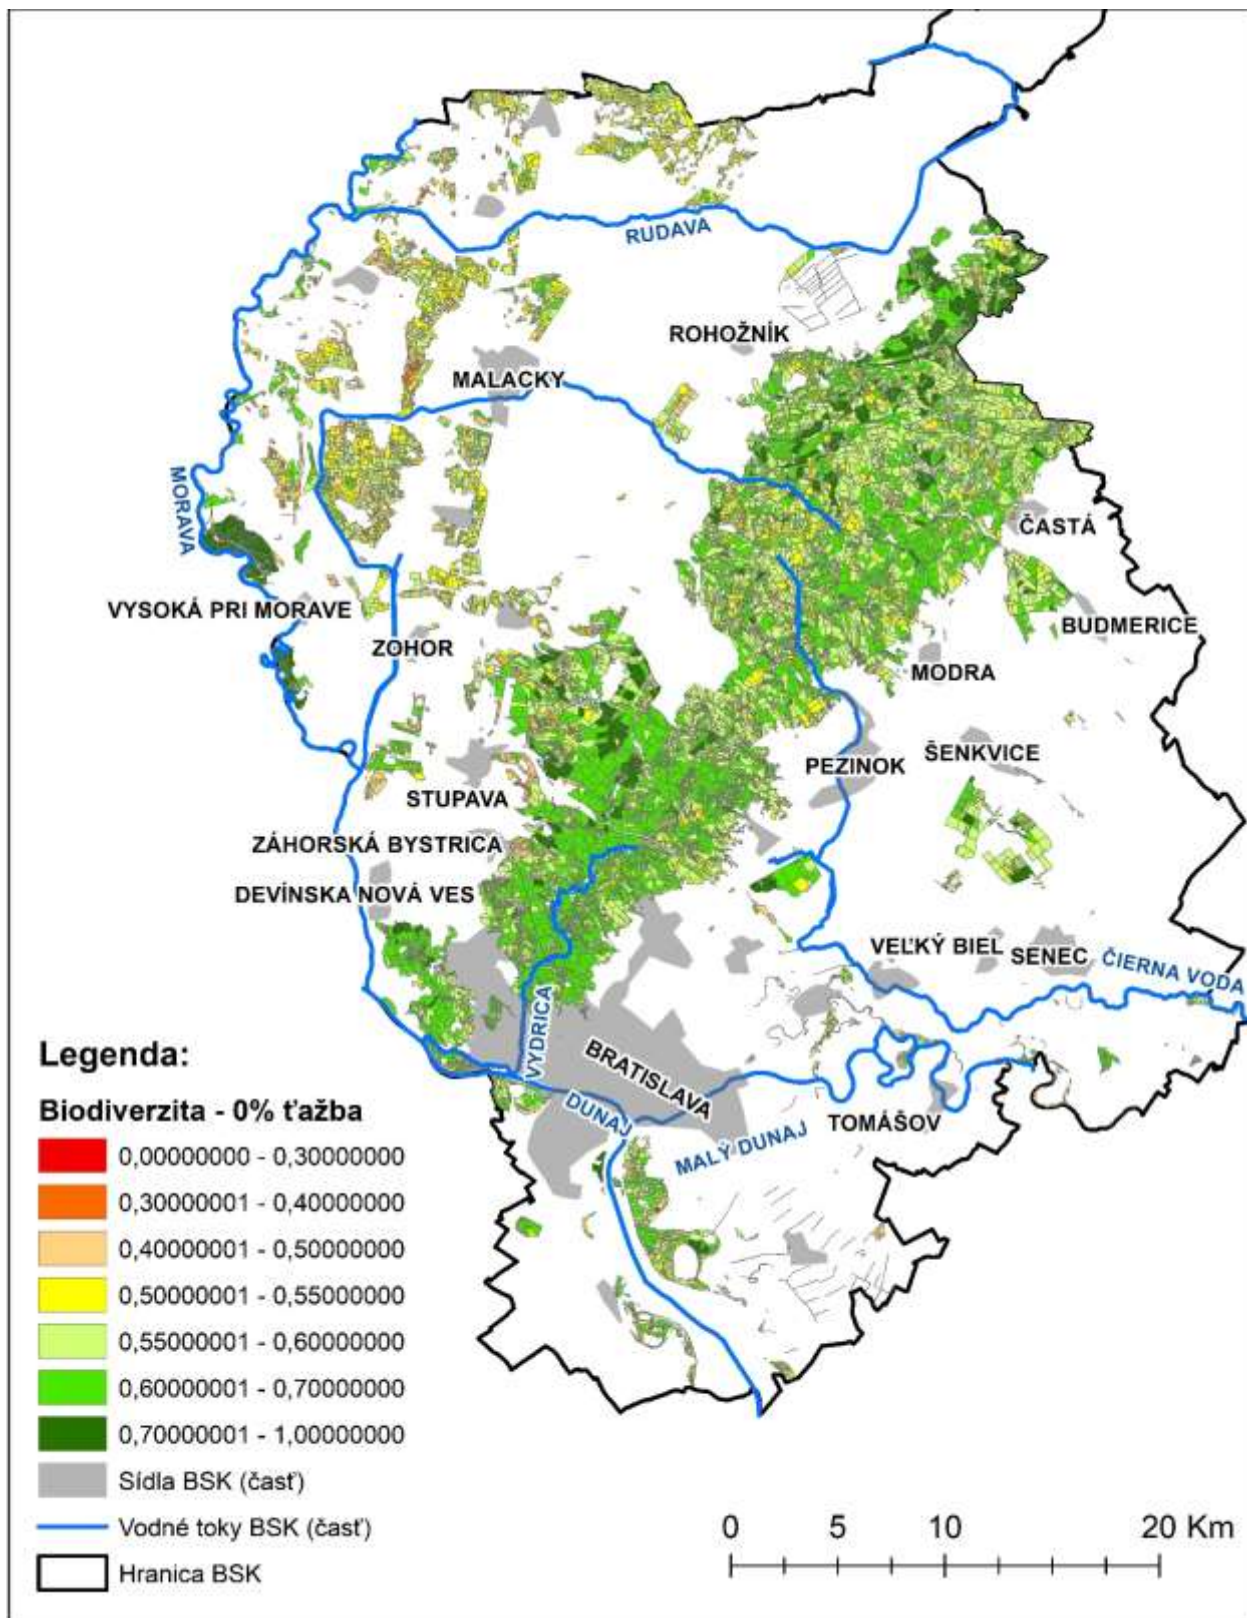 RUDAVA
ROHOŽNÍK
MALACKY
MORAVA
ČASTÁ
VYSOKÁ PRI MORAVE
BUDMERICE
ZOHOR
MODRA
PEZINOK
ŠENKVICE
STUPAVA
ZÁHORSKÁ BYSTRICA
DEVÍNSKA NOVÁ VES
VEĽKÝ BIEL
SENEC
ČIERNA VODA
VYDRICA
BRATISLAVA
DUNAJ
MALÝ DUNAJ
TOMÁŠOV
Legenda:
Biodiverzita - 0% ťažba
0,00000000 - 0,30000000
0,30000001 - 0,40000000
0,40000001 - 0,50000000
0,50000001 - 0,55000000
0,55000001 - 0,60000000
0,60000001 - 0,70000000
0,70000001 - 1,00000000
Sídla BSK (časť)
Vodné toky BSK (časť)
Hranica BSK
0 5 10 20 Km